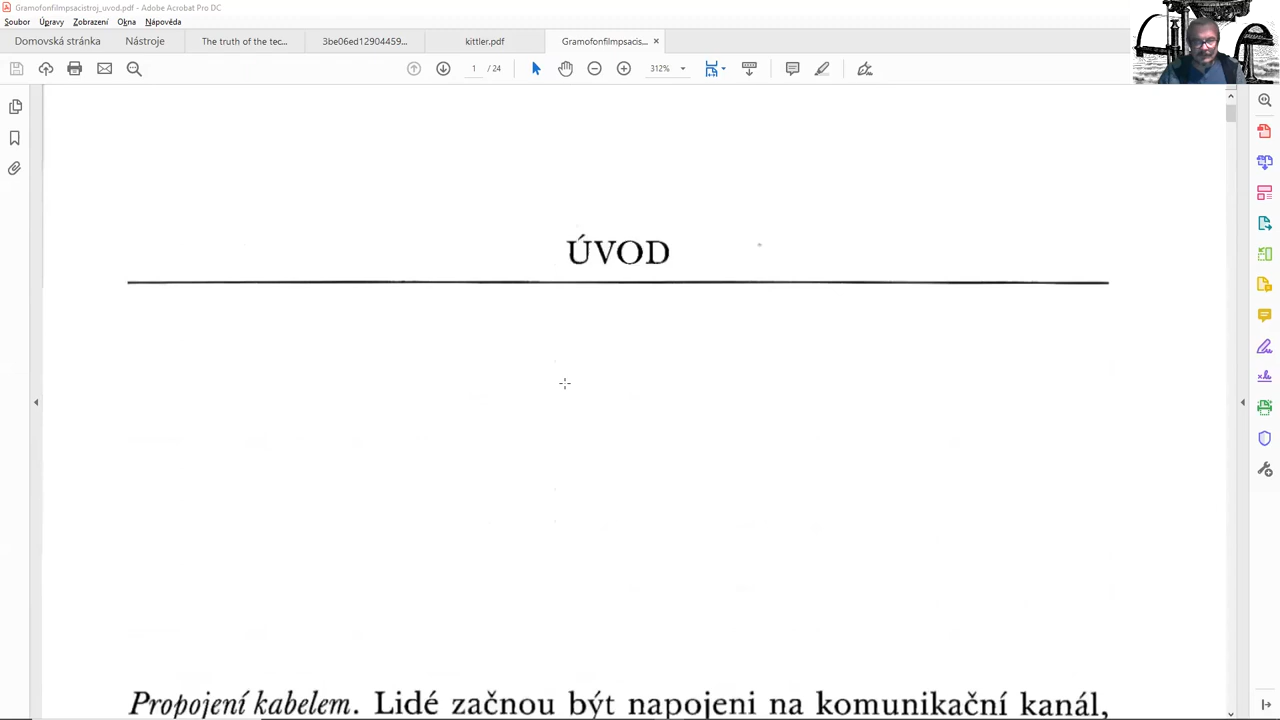 Gramofonfilmpsacistroj_uvod.pdf - Adobe Acrobat Pro DC
Soubor Úpravy Zobrazení Okna Nápověda
Domovská stránka Nástroje The truth of the tec... 3be06ed12904459... kittler.pdf Gramofonfilmpsacis... ×
1 / 24 312%
ÚVOD
Propojení kabelem. Lidé začnou být napojeni na komunikační kanál,